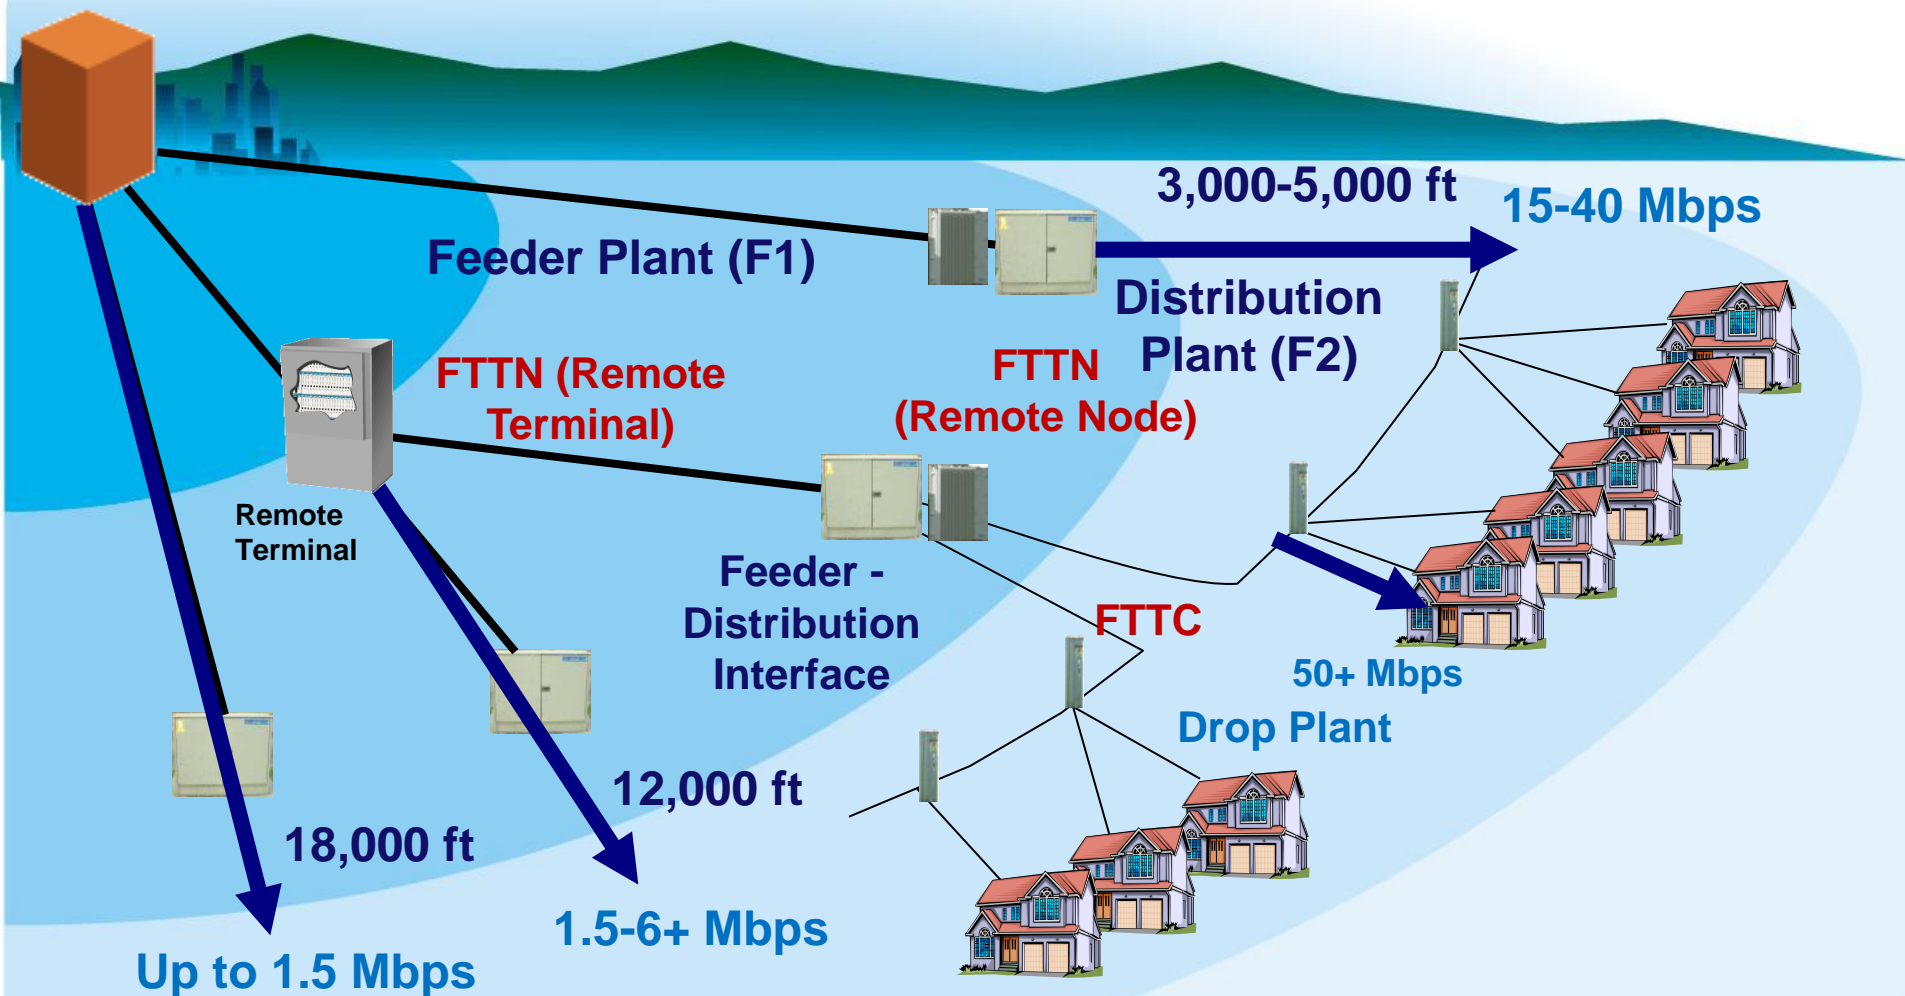 3,000-5,000 ft
15-40 Mbps
Feeder Plant (F1)
Distribution
Plant (F2)
FTTN (Remote
Terminal)
FTTN
(Remote Node)
Remote
Terminal
Feeder -
Distribution
Interface
FTTC
50+ Mbps
Drop Plant
12,000 ft
18,000 ft
1.5-6+ Mbps
Up to 1.5 Mbps